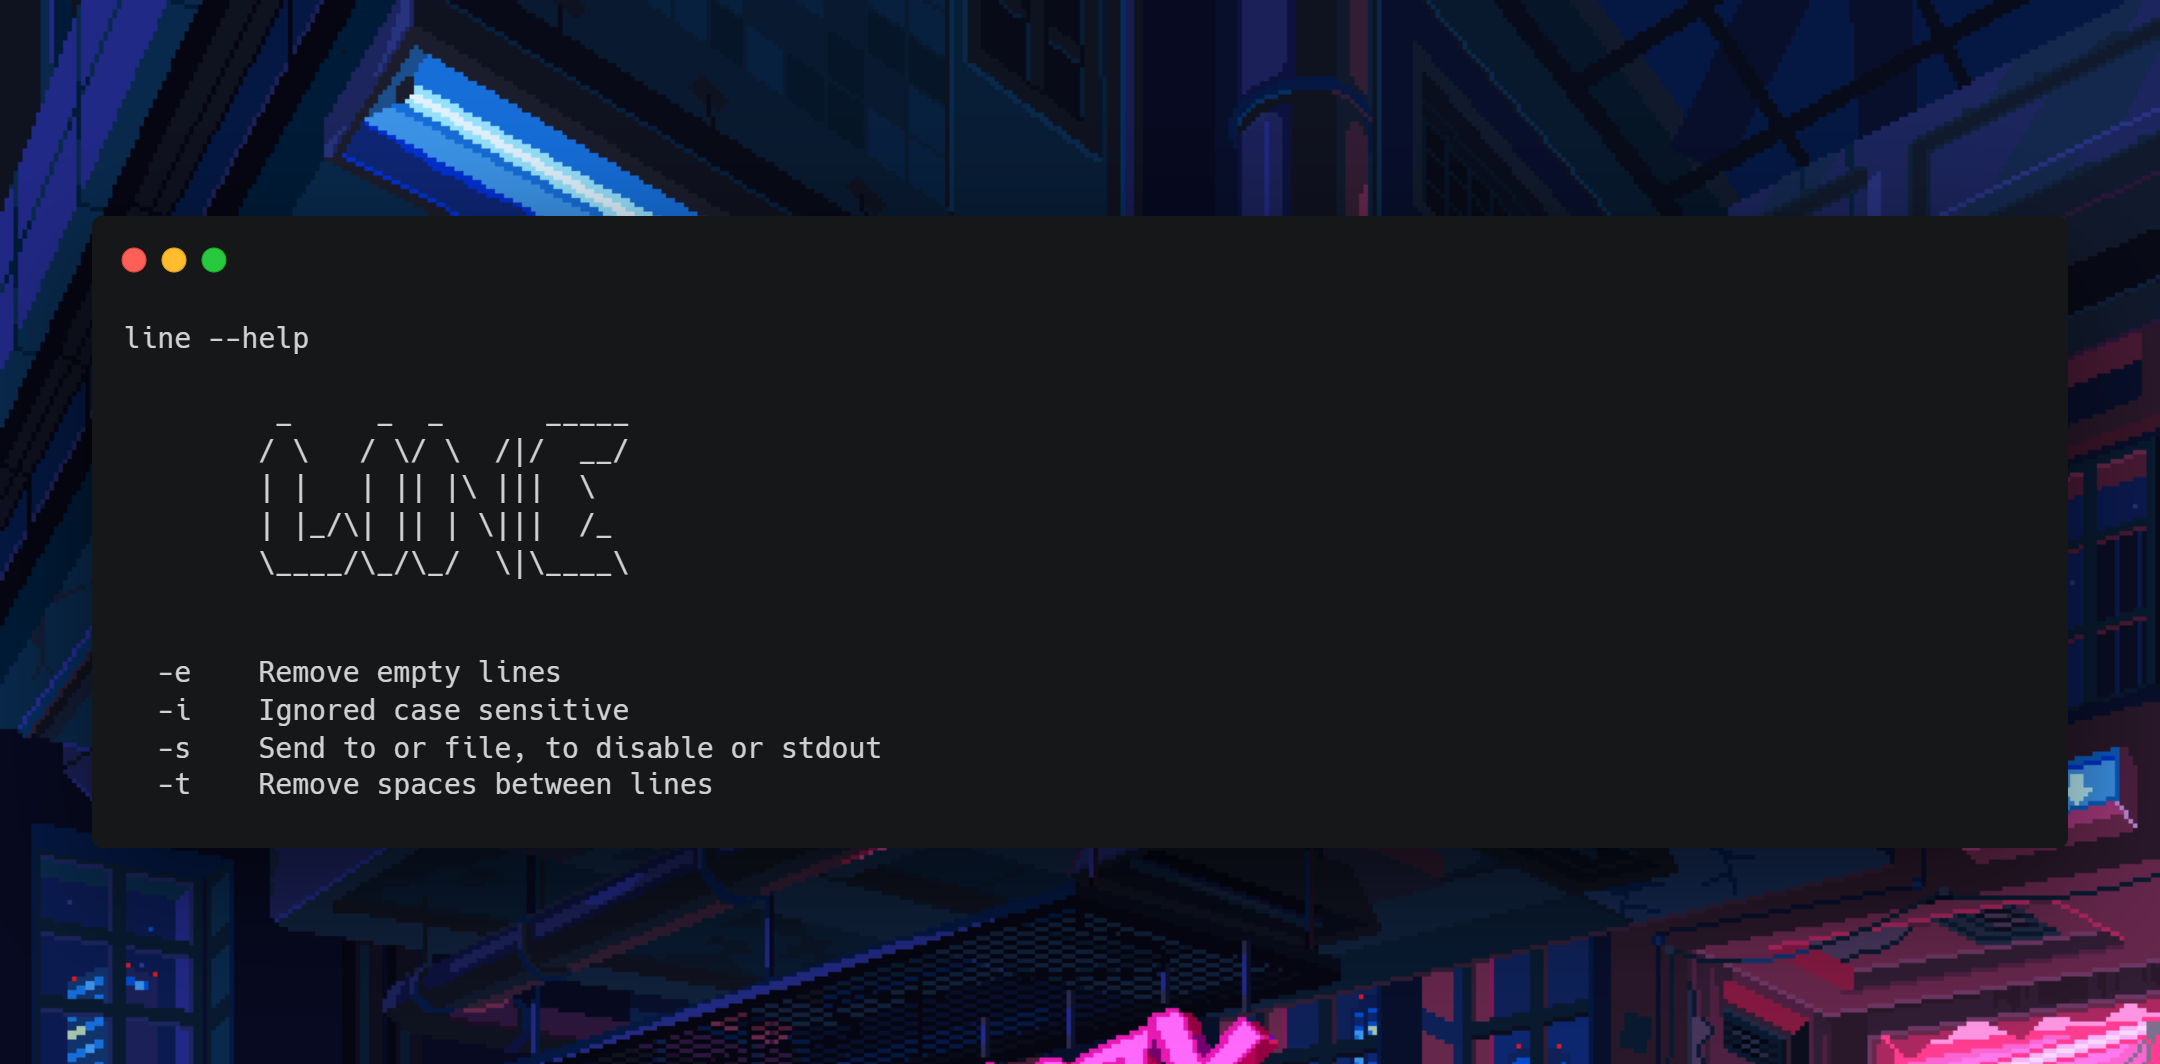 line --help
         _     _  _      _____
        / \   / \/ \  /|/  __/
        | |   | || |\ |||  \
        | |_/\| || | \|||  /_
        \____/\_/\_/  \|\____\
  -e    Remove empty lines
  -i    Ignored case sensitive
  -s    Send to or file, to disable or stdout
  -t    Remove spaces between lines